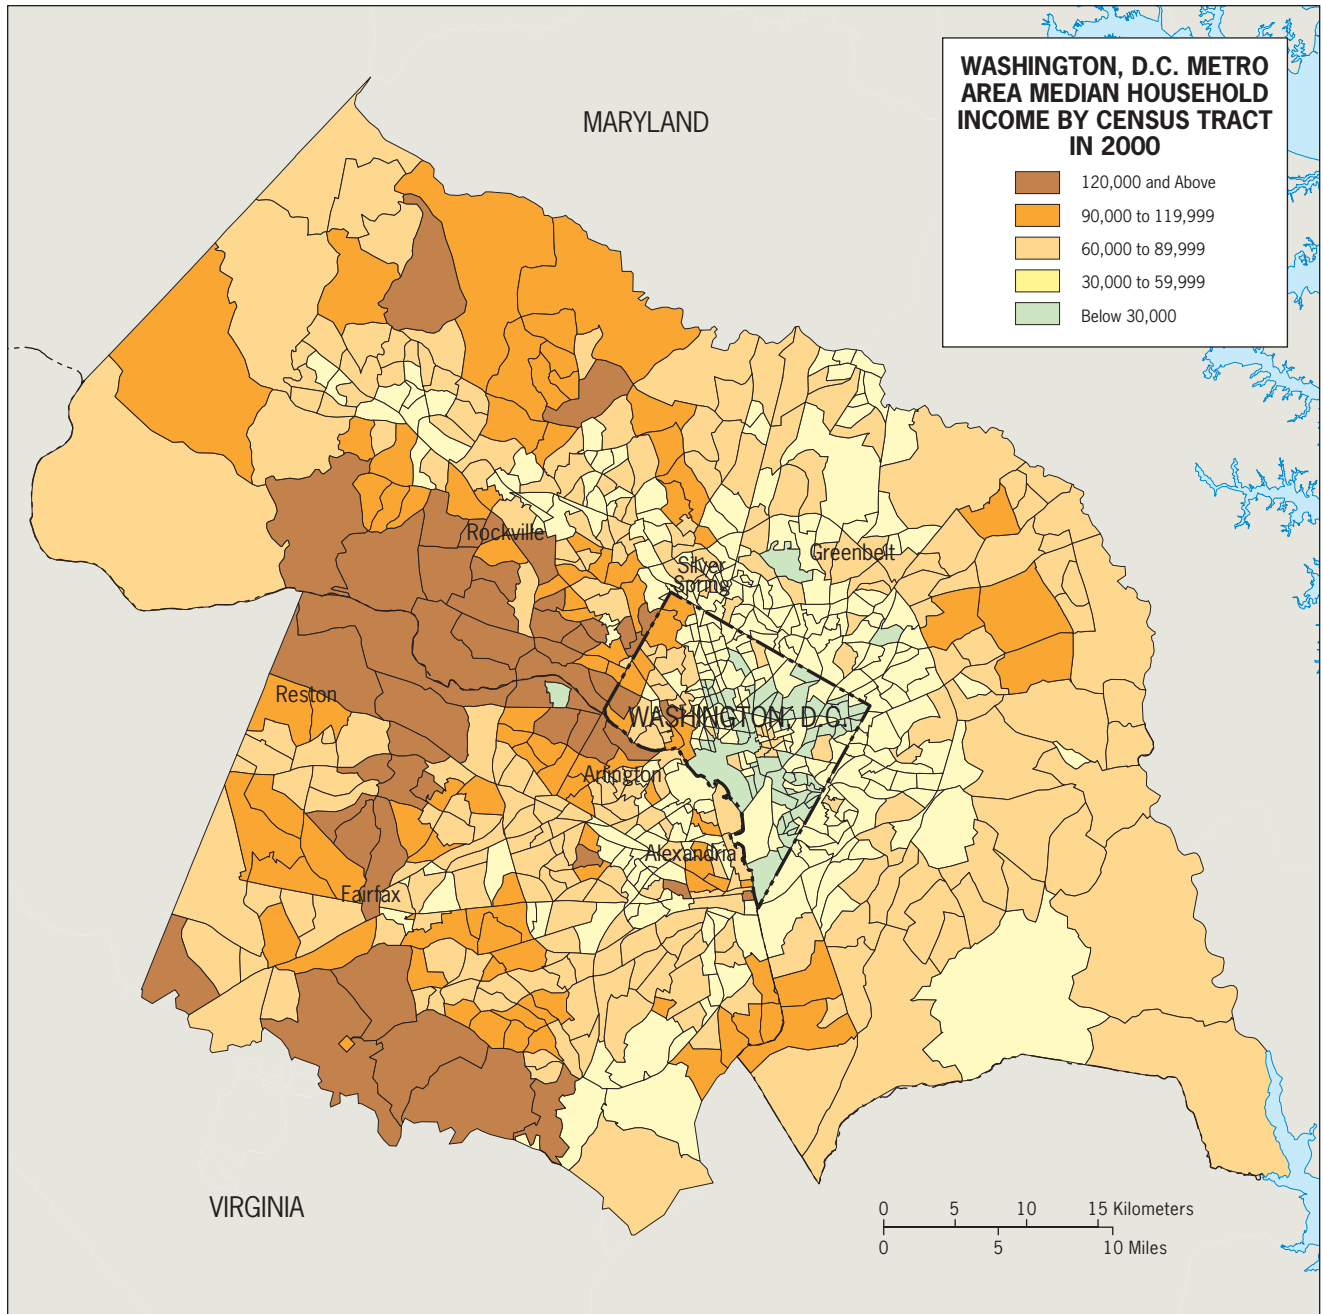 WASHINGTON, D.C. METRO
AREA MEDIAN HOUSEHOLD
INCOME BY CENSUS TRACT
IN 2000
120,000 and Above
90,000 to 119,999
60,000 to 89,999
30,000 to 59,999
Below 30,000
MARYLAND
Rockville
Silver
Spring
Greenbelt
Reston
WASHINGTON, D.C.
Arlington
Alexandria
Fairfax
VIRGINIA
0 5 10 15 Kilometers
0 5 10 Miles